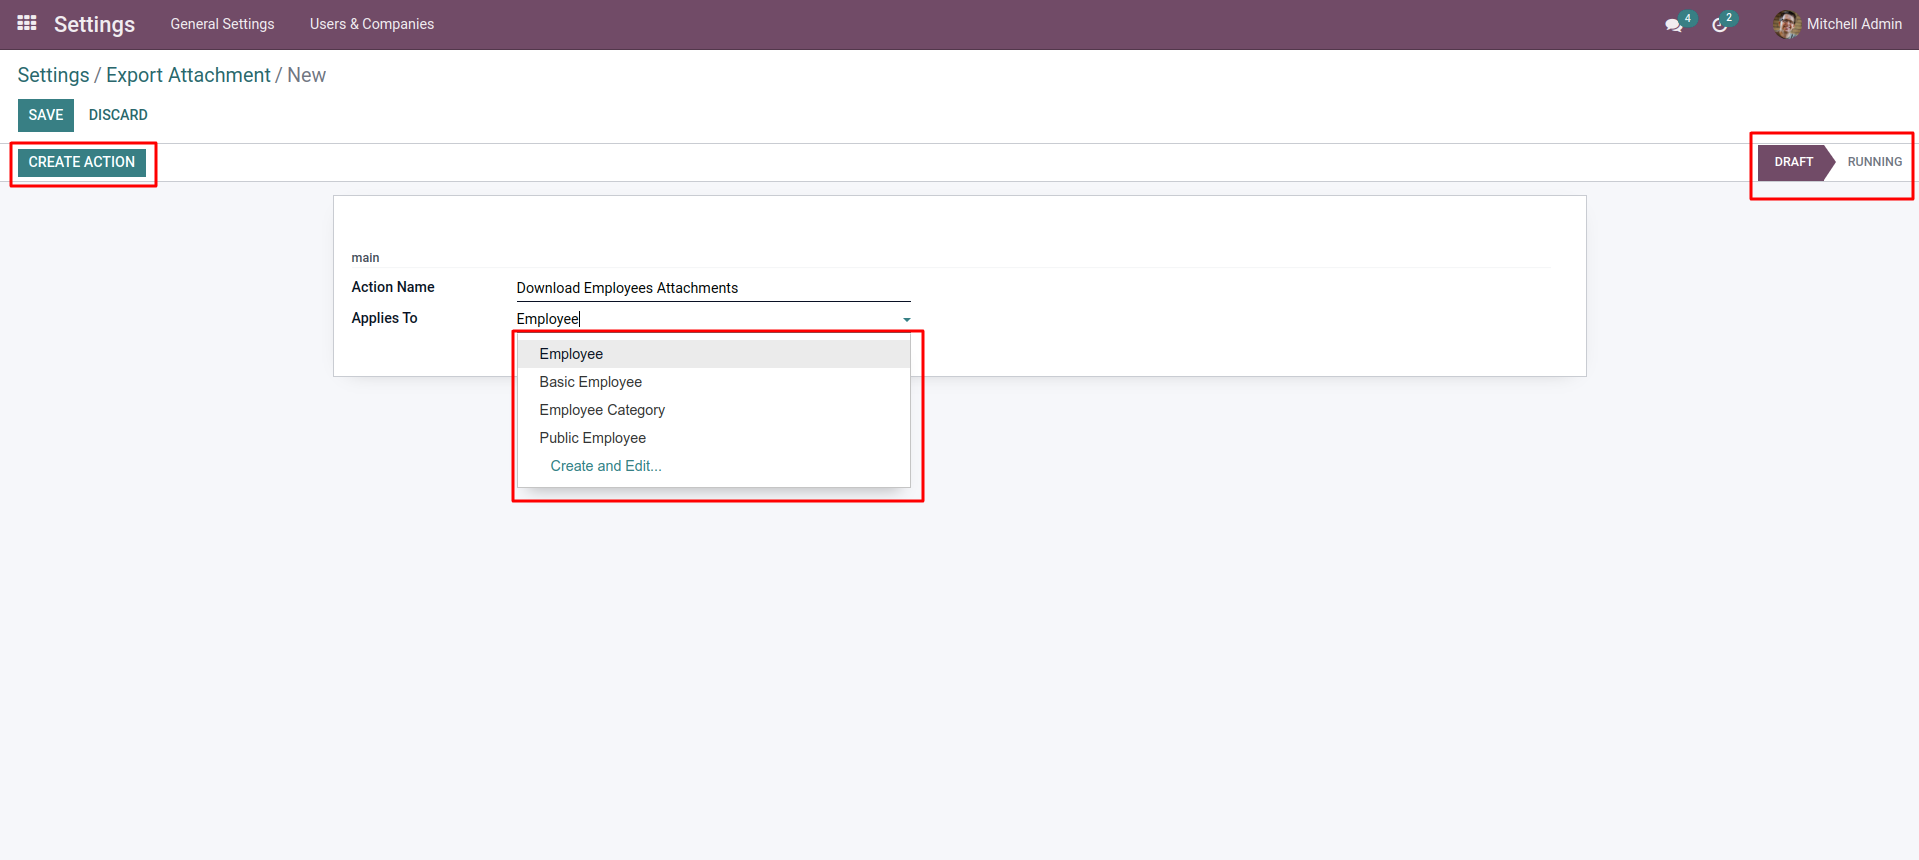 Settings General Settings Users & Companies 4 2 Mitchell Admin
Settings / Export Attachment / New
SAVE DISCARD
CREATE ACTION DRAFT RUNNING
main
Action Name Download Employees Attachments
Applies To Employee
Employee
Basic Employee
Employee Category
Public Employee
Create and Edit...